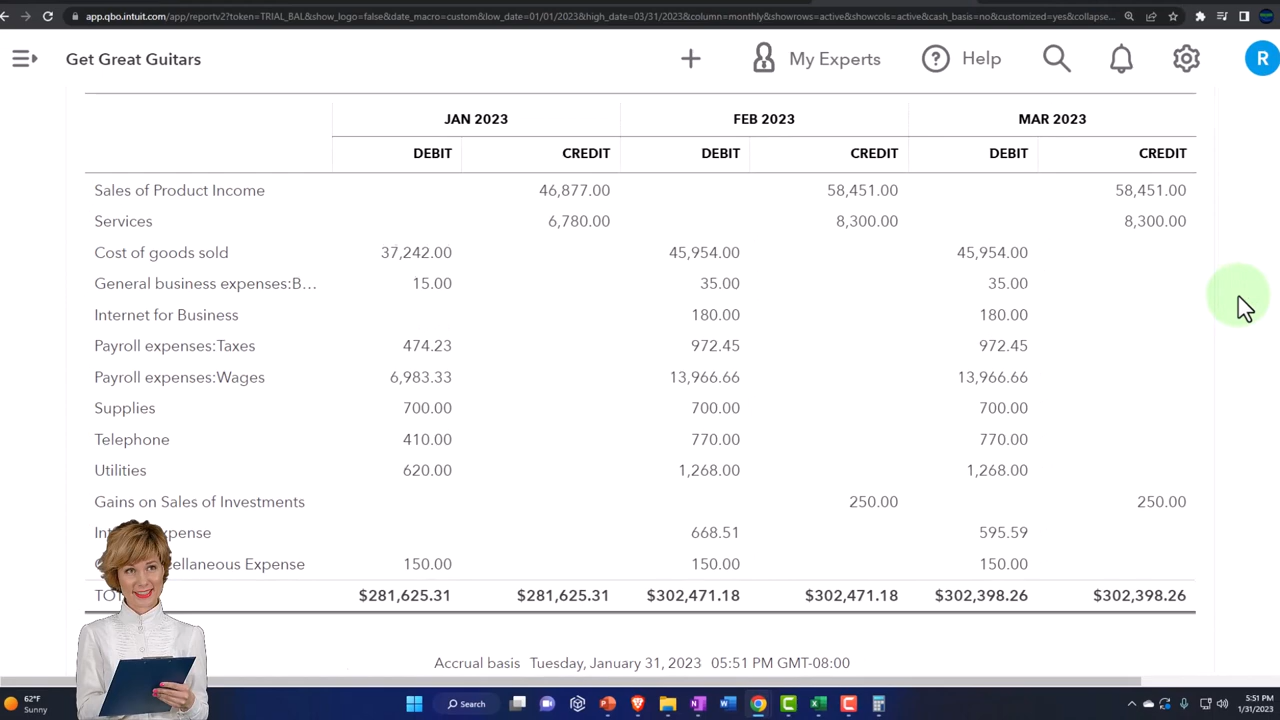 app.qbo.intuit.com/app/reportv2?token=TRIAL_BAL&show_logo=false&date_macro=custom&low_date=01/01/2023&high_date=03/31/2023&column=monthly&showrows=active&showcols=active&cash_basis=no&customized=yes&collapse...
Get Great Guitars
My Experts
Help
R
JAN 2023 FEB 2023 MAR 2023
DEBIT CREDIT DEBIT CREDIT DEBIT CREDIT
Sales of Product Income 46,877.00 58,451.00 58,451.00
Services 6,780.00 8,300.00 8,300.00
Cost of goods sold 37,242.00 45,954.00 45,954.00
General business expenses:B... 15.00 35.00 35.00
Internet for Business 180.00 180.00
Payroll expenses:Taxes 474.23 972.45 972.45
Payroll expenses:Wages 6,983.33 13,966.66 13,966.66
Supplies 700.00 700.00 700.00
Telephone 410.00 770.00 770.00
Utilities 620.00 1,268.00 1,268.00
Gains on Sales of Investments 250.00 250.00
668.51 595.59
Expense 150.00 150.00 150.00
$281,625.31 $281,625.31 $302,471.18 $302,471.18 $302,398.26 $302,398.26
Accrual basis Tuesday, January 31, 2023 05:51 PM GMT-08:00
62°F
Sunny
Search
5:51 PM
1/31/2023